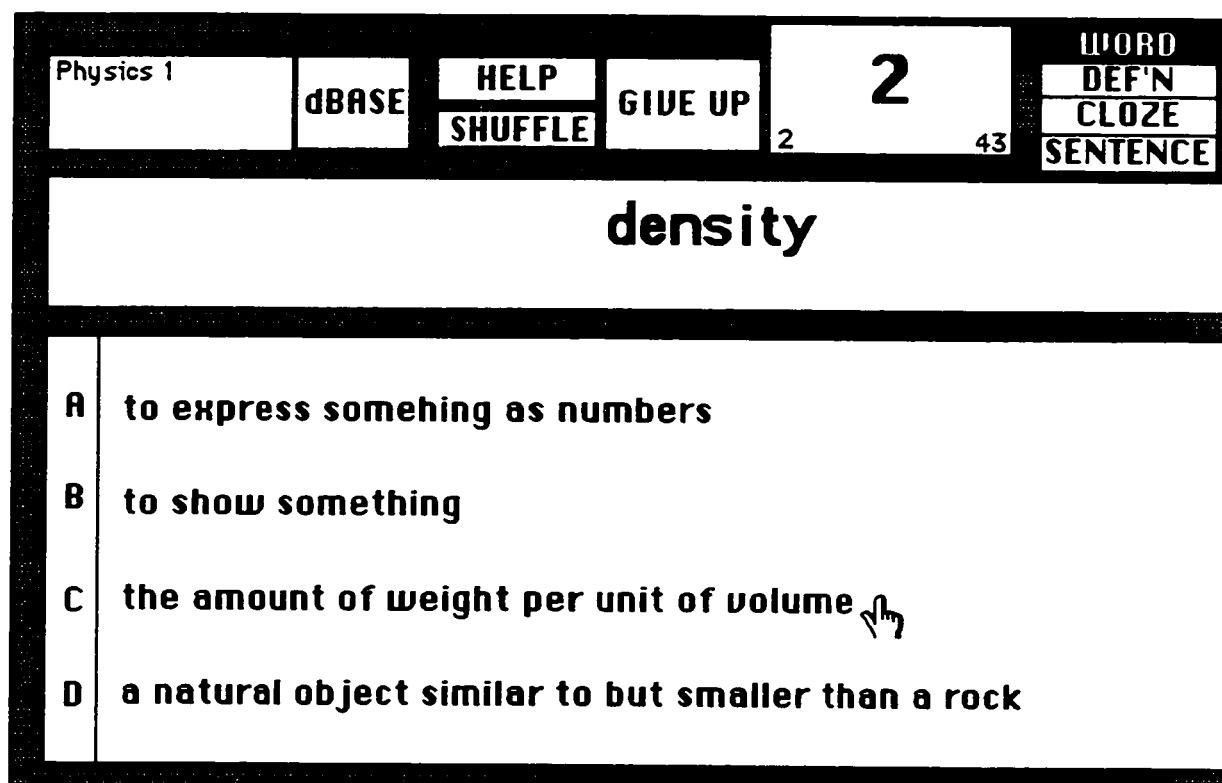 Physics 1
dBASE
HELP
SHUFFLE
GIVE UP
2
2 43
WORD
DEF'N
CLOZE
SENTENCE
density
A to express somehing as numbers
B to show something
C the amount of weight per unit of volume
D a natural object similar to but smaller than a rock